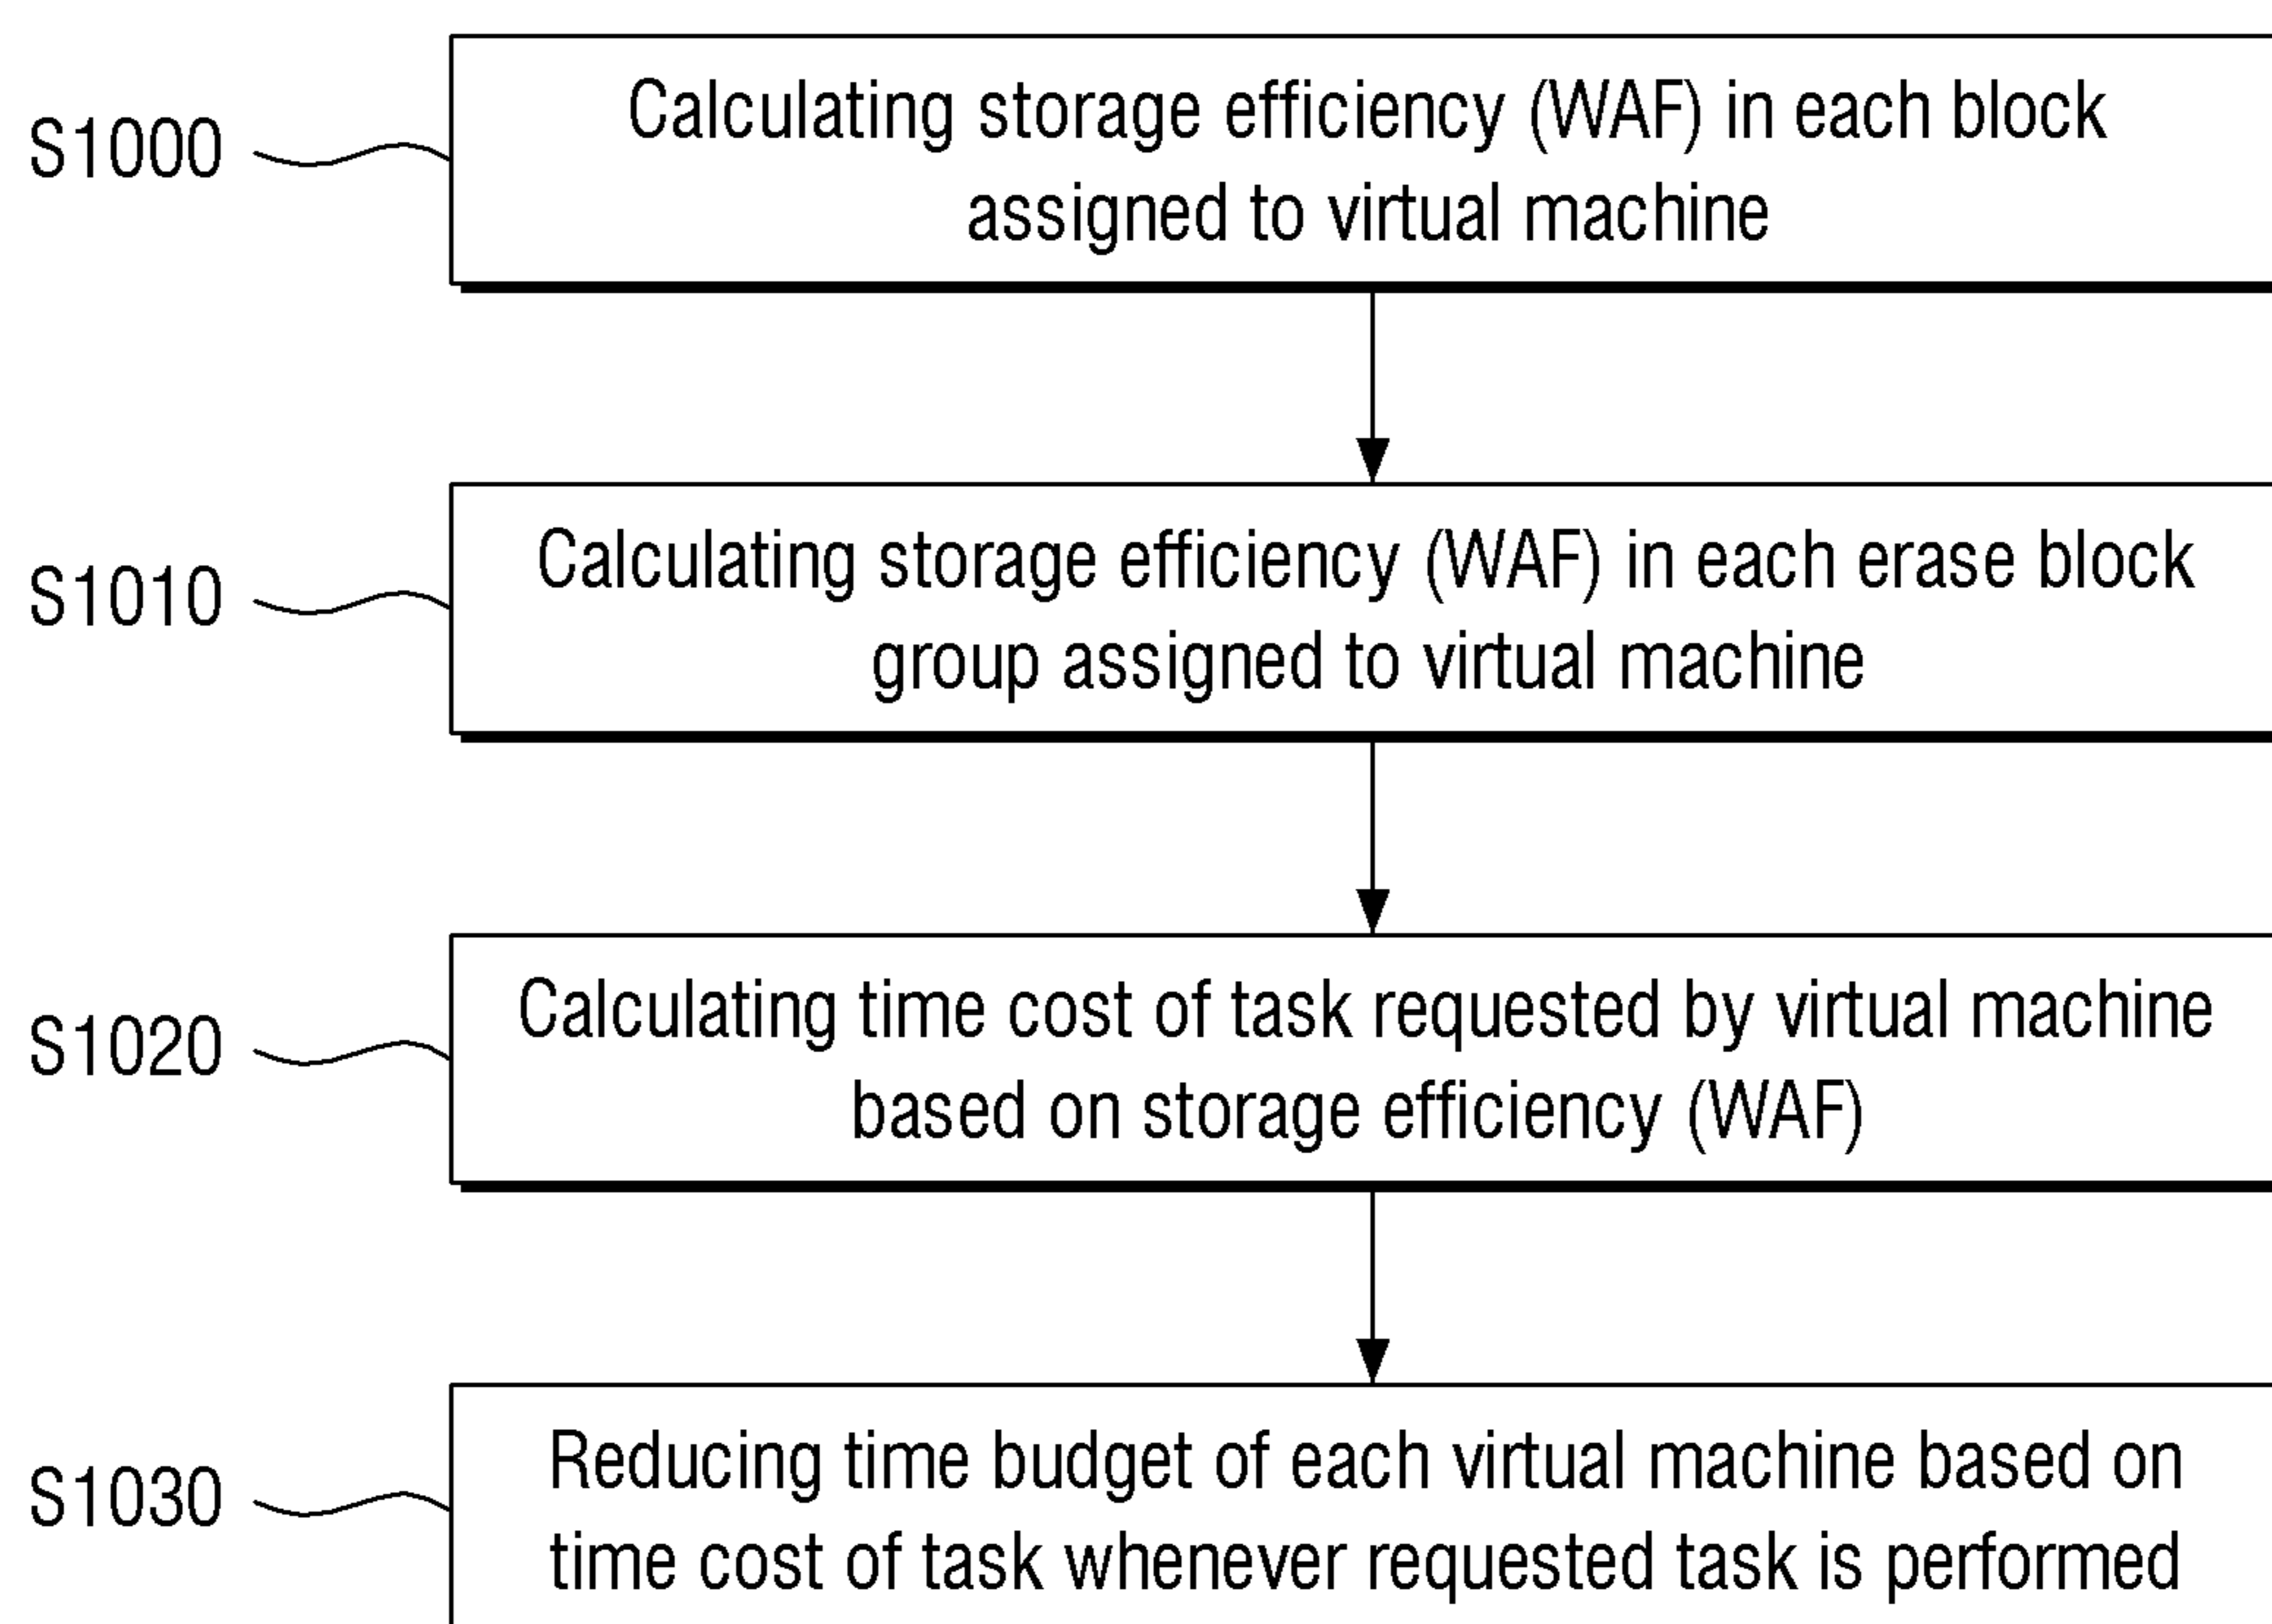 S1000
Calculating storage efficiency (WAF) in each block
assigned to virtual machine
S1010
Calculating storage efficiency (WAF) in each erase block
group assigned to virtual machine
S1020
Calculating time cost of task requested by virtual machine
based on storage efficiency (WAF)
S1030
Reducing time budget of each virtual machine based on
time cost of task whenever requested task is performed